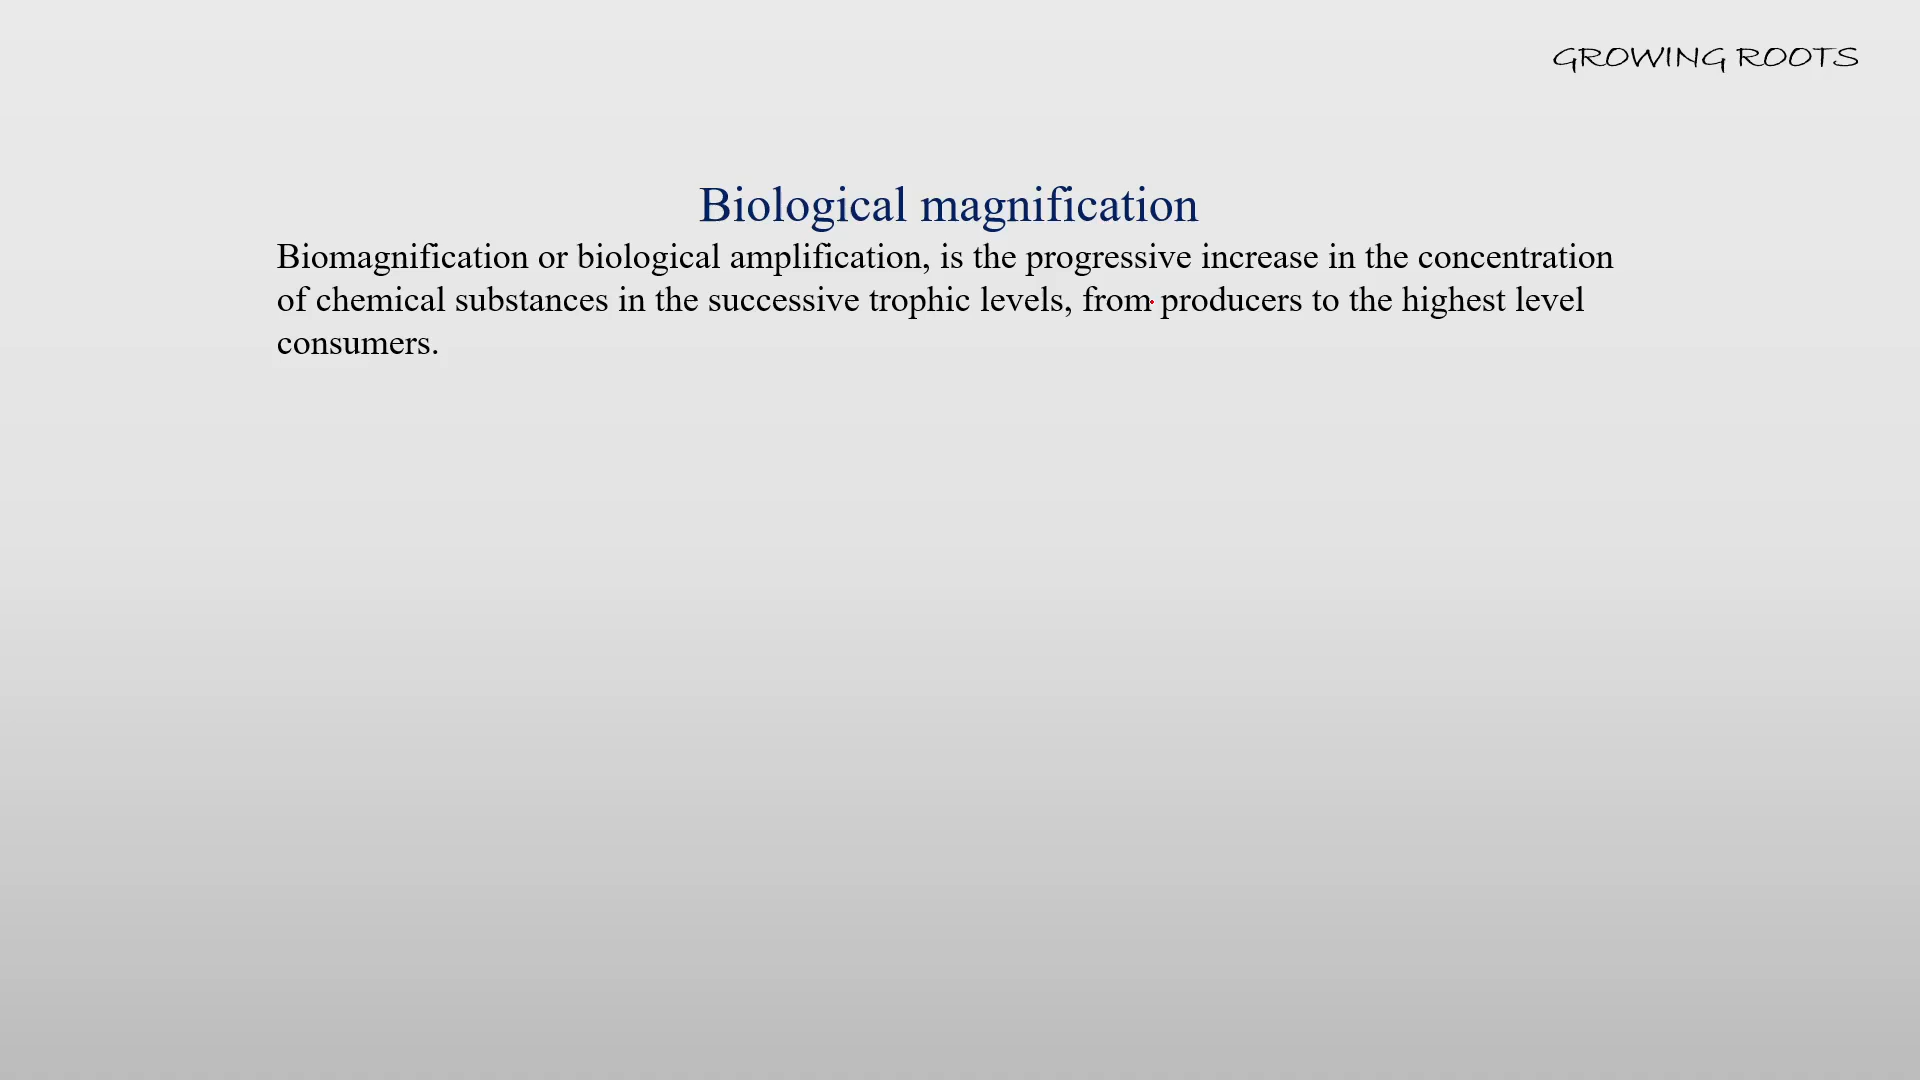 GROWING ROOTS
Biological magnification
Biomagnification or biological amplification, is the progressive increase in the concentration
of chemical substances in the successive trophic levels, from producers to the highest level
consumers.